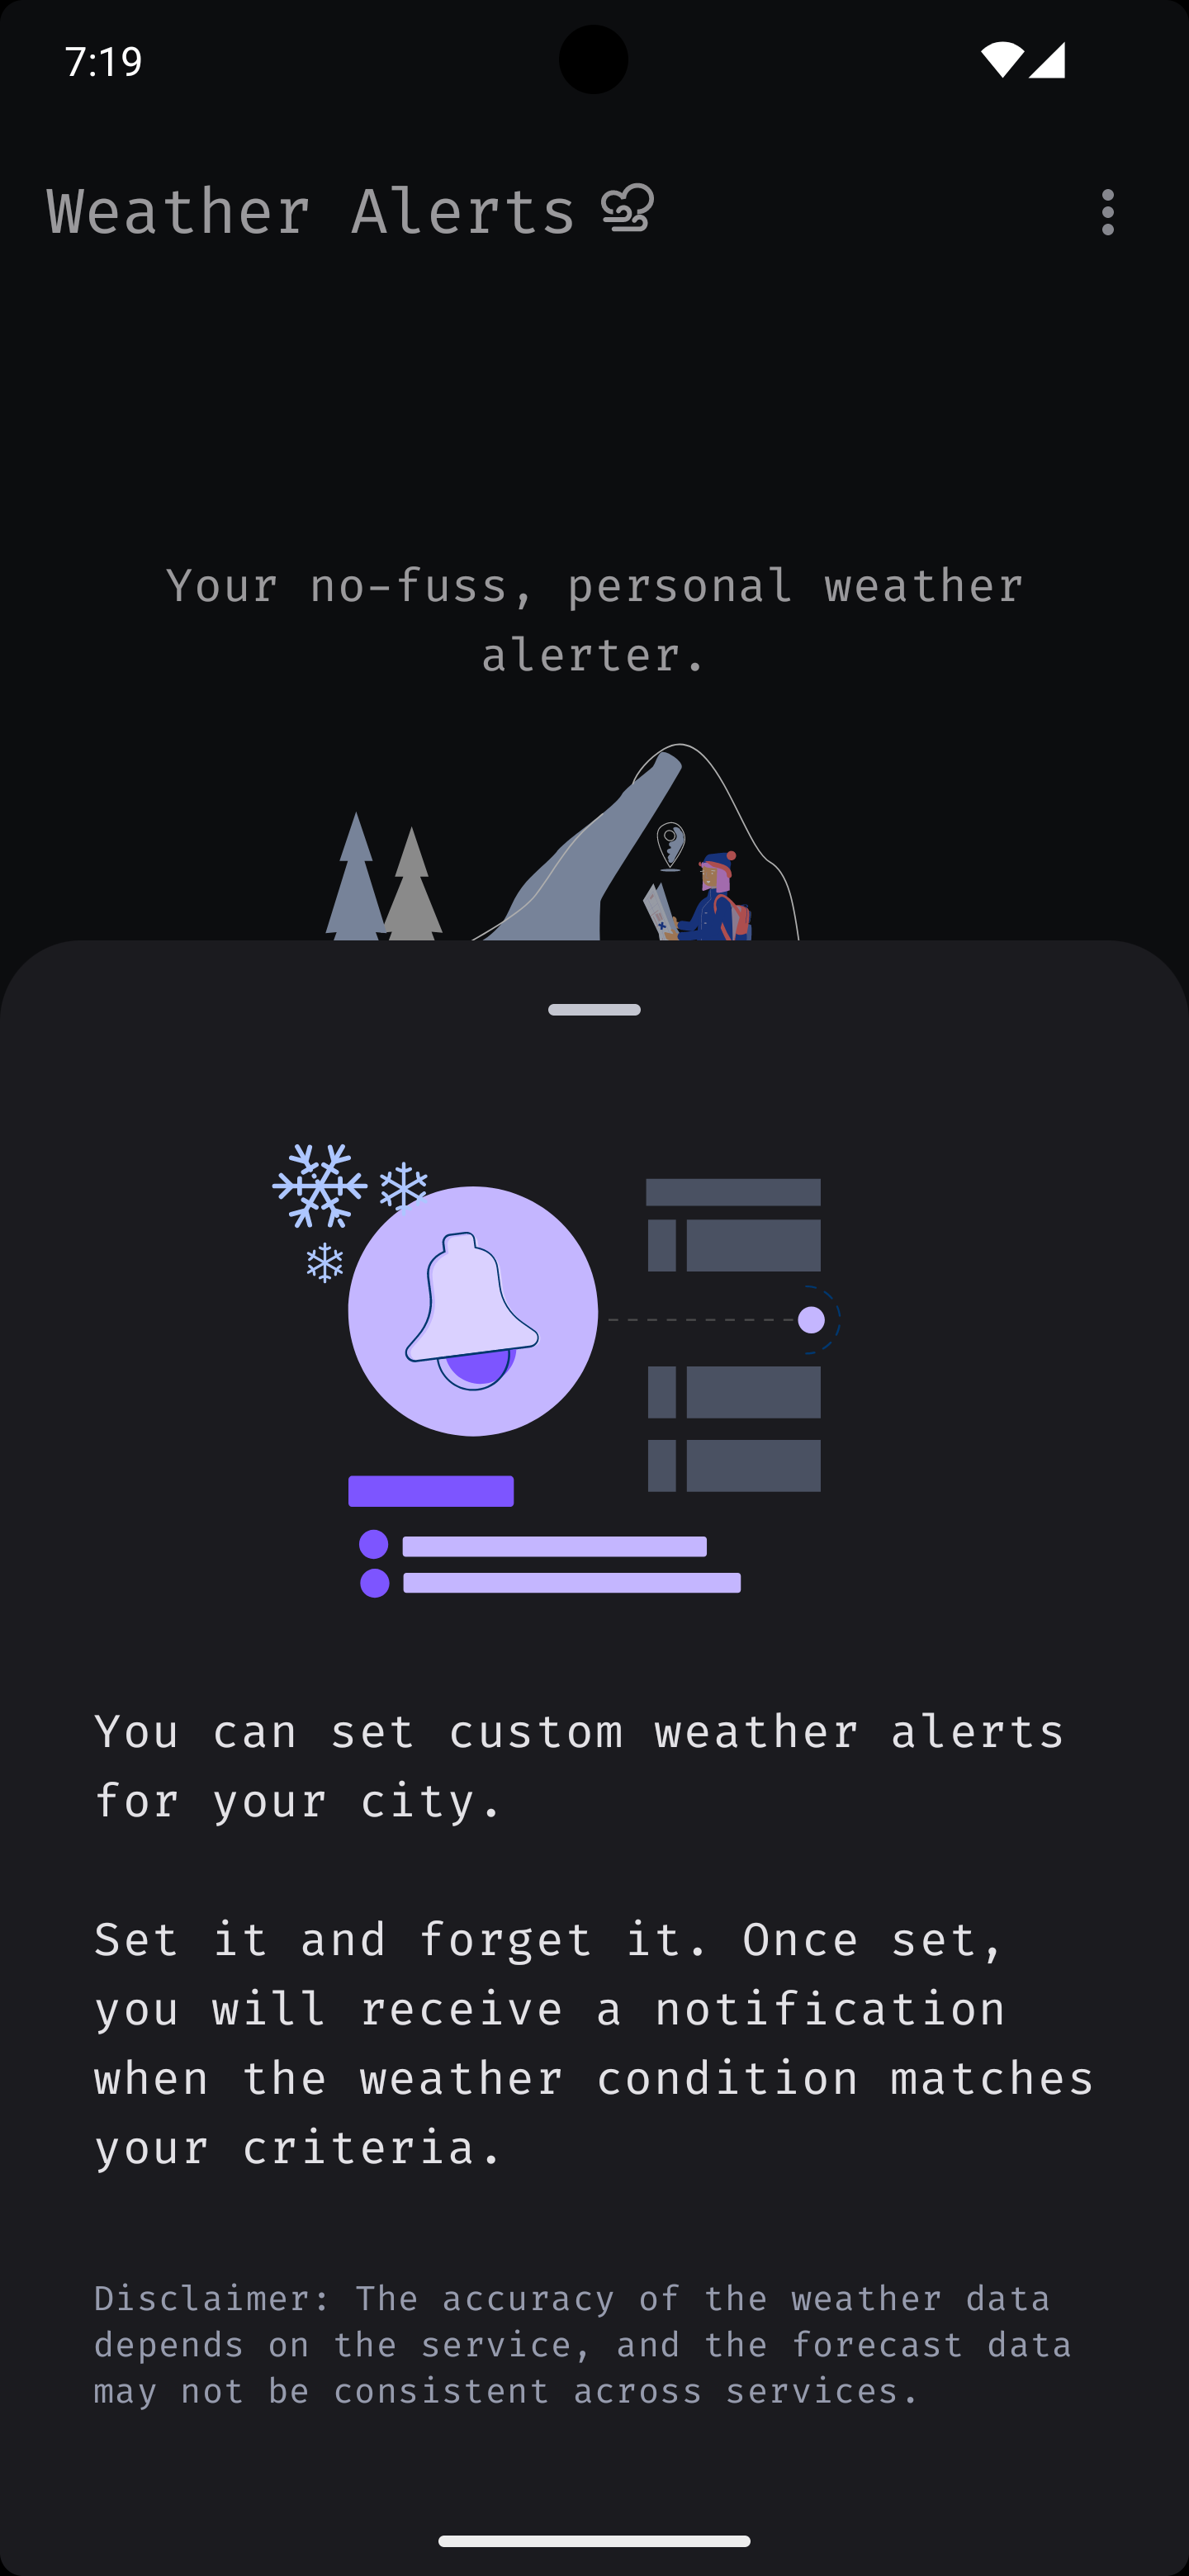 7:19
Weather Alerts
Your no-fuss, personal weather
alerter.
You can set custom weather alerts
for your city.
Set it and forget it. Once set,
you will receive a notification
when the weather condition matches
your criteria.
Disclaimer: The accuracy of the weather data
depends on the service, and the forecast data
may not be consistent across services.